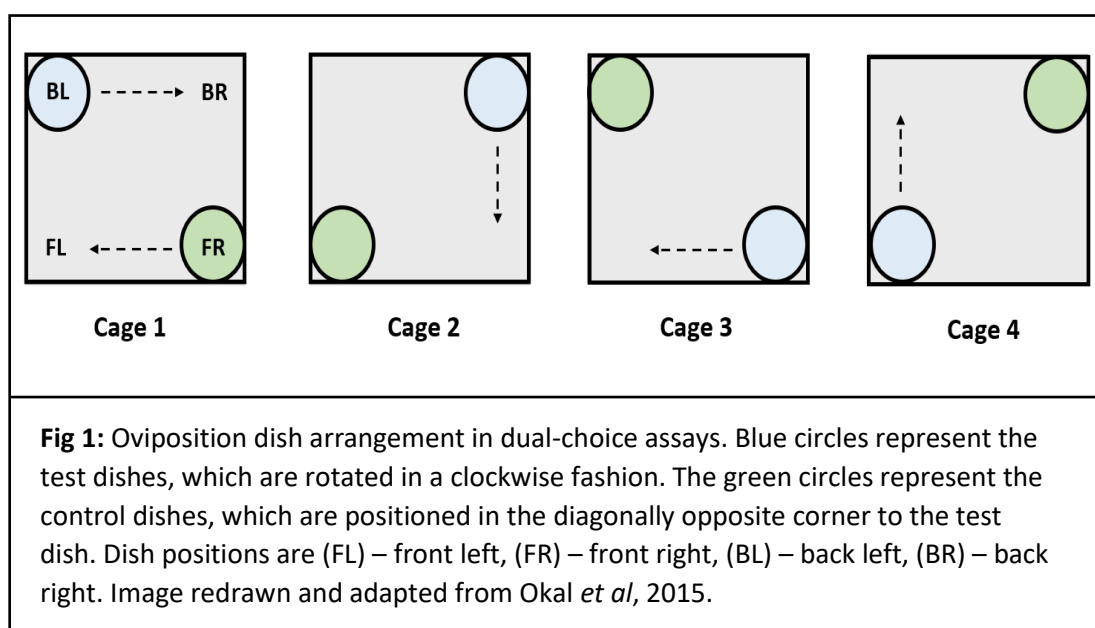 BL BR
FL FR
Cage 1 Cage 2 Cage 3 Cage 4
Fig 1: Oviposition dish arrangement in dual-choice assays. Blue circles represent the
test dishes, which are rotated in a clockwise fashion. The green circles represent the
control dishes, which are positioned in the diagonally opposite corner to the test
dish. Dish positions are (FL) – front left, (FR) – front right, (BL) – back left, (BR) – back
right. Image redrawn and adapted from Okal et al, 2015.